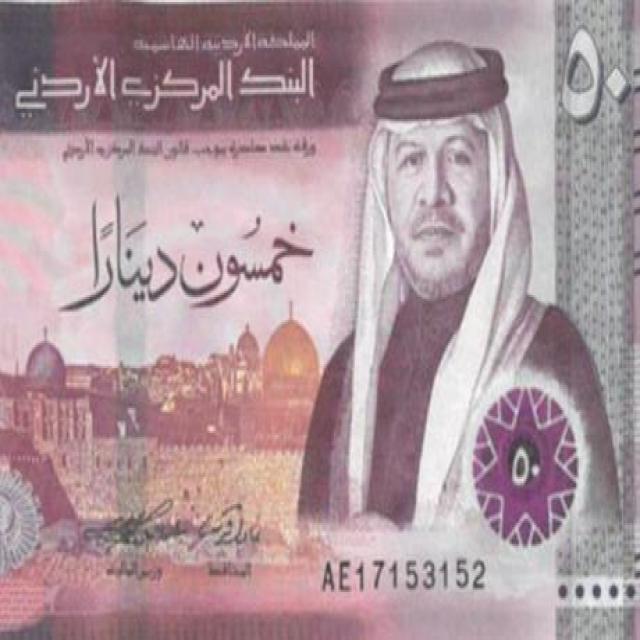 المملكة الأردنية الهاشمية
البنك المركزي الأردني
ورقة نقد صادرة بموجب قانون البنك المركزي الأردني
خمسون دينارًا
٥٠
٥٠
المحافظ
وزير المالية
AE17153152